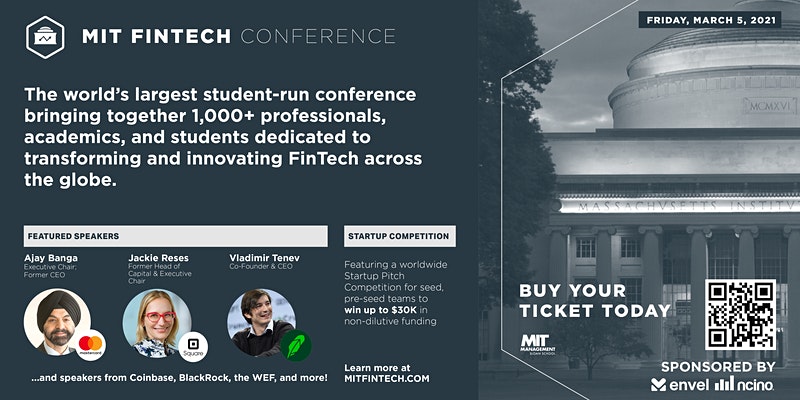 MIT FINTECH CONFERENCE
FRIDAY, MARCH 5, 2021
The world's largest student-run conference
bringing together 1,000+ professionals,
academics, and students dedicated to
transforming and innovating FinTech across
the globe.
MCMXVI
MASSACHVSETTS INSTITV
FEATURED SPEAKERS
Ajay Banga
Executive Chair;
Former CEO
mastercard
Jackie Reses
Former Head of
Capital & Executive
Chair
Square
Vladimir Tenev
Co-Founder & CEO
...and speakers from Coinbase, BlackRock, the WEF, and more!
STARTUP COMPETITION
Featuring a worldwide
Startup Pitch
Competition for seed,
pre-seed teams to
win up to $30K in
non-dilutive funding
Learn more at
MITFINTECH.COM
BUY YOUR
TICKET TODAY
MIT
MANAGEMENT
SLOAN SCHOOL
SPONSORED BY
envel ncino.